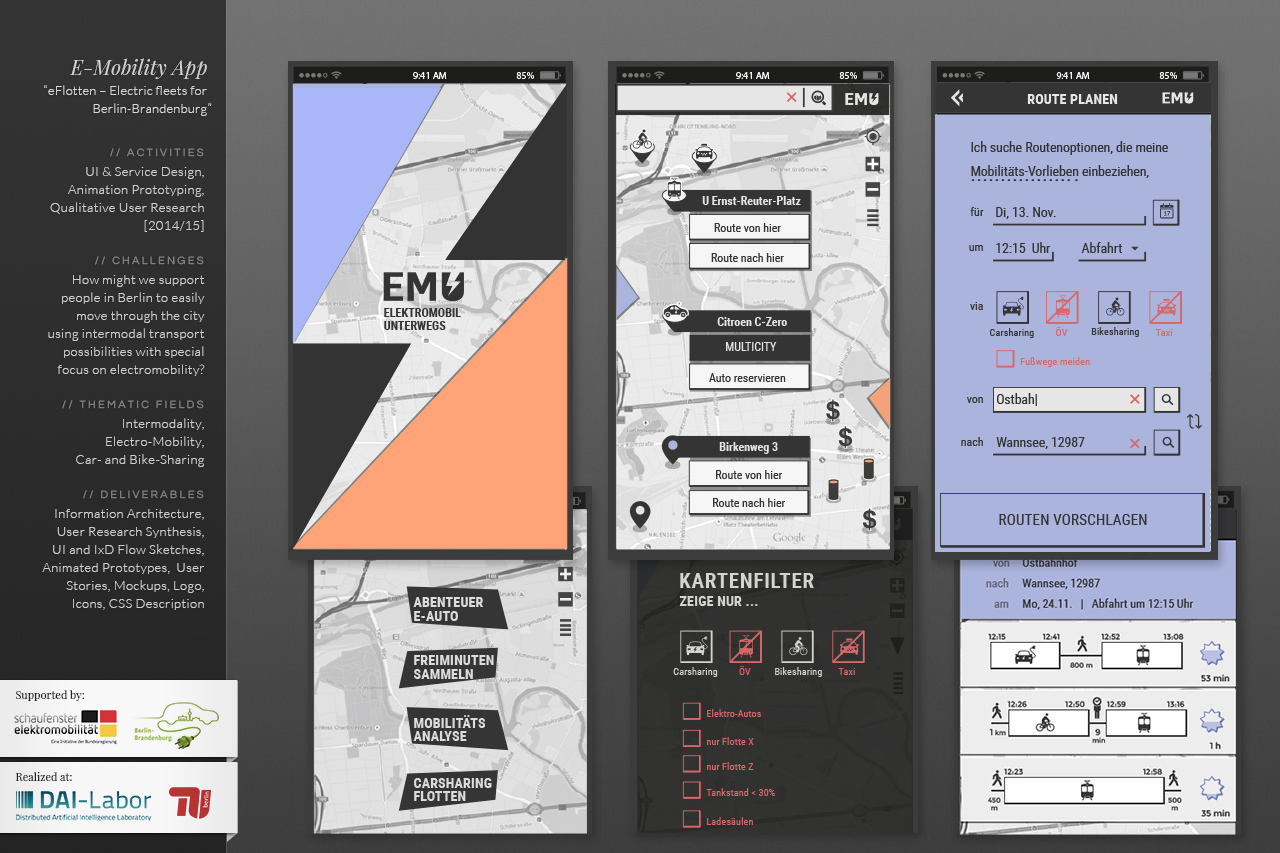 E-Mobility App
"eFlotten – Electric fleets for
Berlin-Brandenburg"
// ACTIVITIES
UI & Service Design,
Animation Prototyping,
Qualitative User Research
[2014/15]
// CHALLENGES
How might we support
people in Berlin to easily
move through the city
using intermodal transport
possibilities with special
focus on electromobility?
// THEMATIC FIELDS
Intermodality,
Electro-Mobility,
Car- and Bike-Sharing
// DELIVERABLES
Information Architecture,
User Research Synthesis,
UI and IxD Flow Sketches,
Animated Prototypes, User
Stories, Mockups, Logo,
Icons, CSS Description
Supported by:
schaufenster
elektromobilität
Eine Initiative der Bundesregierung
Berlin-
Brandenburg
Realized at:
DAI-Labor
Distributed Artificial Intelligence Laboratory
berlin
9:41 AM 85%
EMU
ELEKTROMOBIL
UNTERWEGS
ABENTEUER
E-AUTO
FREIMINUTEN
SAMMELN
MOBILITÄTS
ANALYSE
CARSHARING
FLOTTEN
9:41 AM 85%
EMU
CHARLOTTENBURG-NORD
Berliner Großmarkt
U Ernst-Reuter-Platz
Route von hier
Route nach hier
Citroen C-Zero
MULTICITY
Auto reservieren
$
$
Birkenweg 3
Route von hier
Route nach hier
$
Google
KARTENFILTER
ZEIGE NUR ...
Carsharing ÖV Bikesharing Taxi
Elektro-Autos
nur Flotte X
nur Flotte Z
Tankstand < 30%
Ladesäulen
9:41 AM 85%
ROUTE PLANEN EMU
Ich suche Routenoptionen, die meine
Mobilitäts-Vorlieben einbeziehen,
für Di, 13. Nov. 17
um 12:15 Uhr Abfahrt
via
Carsharing ÖV Bikesharing Taxi
Fußwege meiden
von Ostbah
nach Wannsee, 12987
ROUTEN VORSCHLAGEN
von Ostbahnhof
nach Wannsee, 12987
am Mo, 24.11. | Abfahrt um 12:15 Uhr
12:15 12:41 12:52 13:08
800 m
53 min
12:26 12:50 12:59 13:16
1 km 9 min
1 h
12:23 12:58
450 m 500 m
35 min